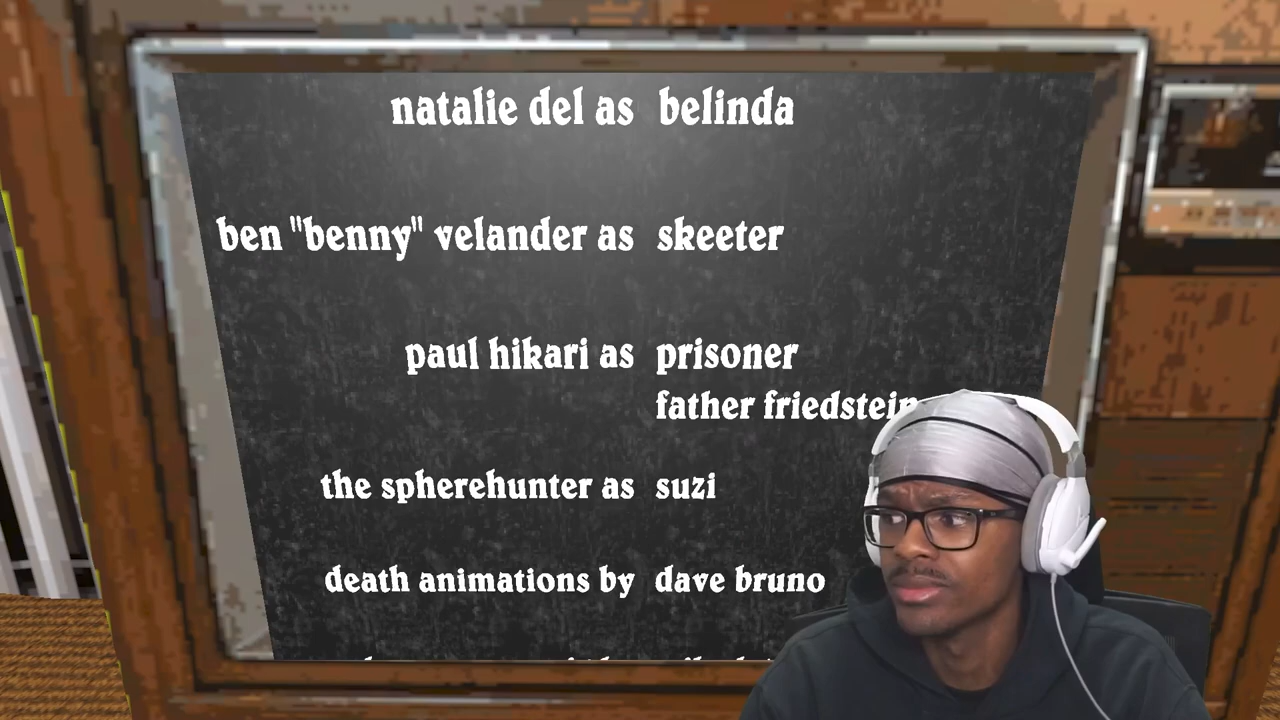 natalie del as belinda
ben "benny" velander as skeeter
paul hikari as prisoner
father friedstein
the spherehunter as suzi
death animations by dave bruno